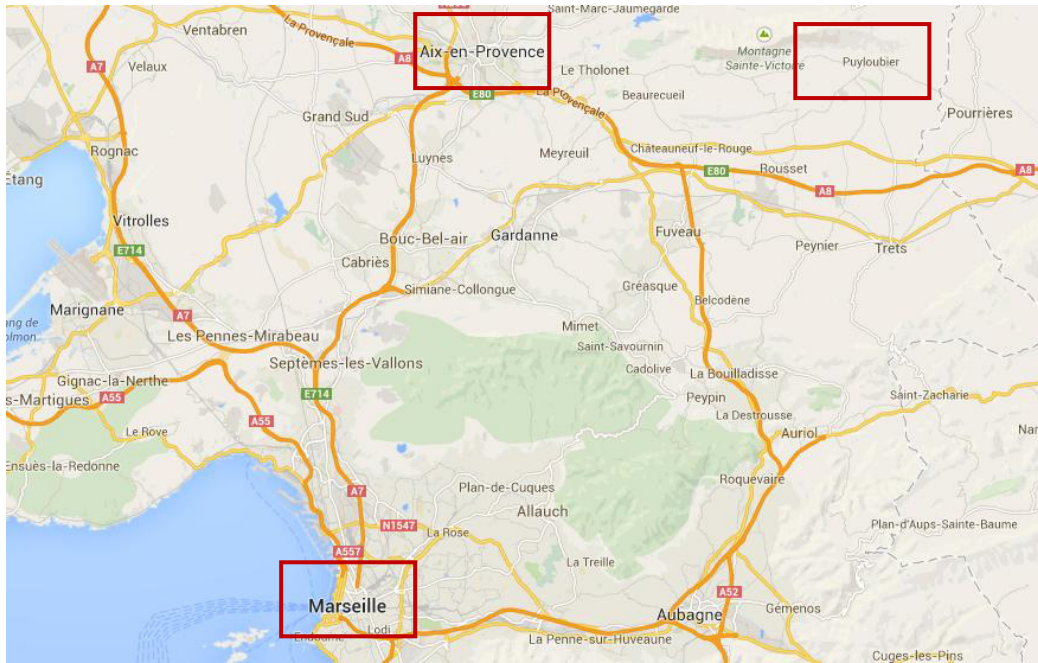 Saint-Marc-Jaumegarde
La Provençale
Ventabren
A7
Velaux
A8
Aix-en-Provence
Montagne
Sainte-Victoire
Puyloubier
Le Tholonet
E80
La Provençale
Beaurecueil
Grand Sud
Pourrières
Rognac
Luynes
Meyreuil
Châteauneuf-le-Rouge
E80
Rousset
A8
A8
Étang
Vitrolles
E714
Bouc-Bel-air
Gardanne
Fuveau
Peynier
Trets
Cabriès
Simiane-Collongue
Gréasque
Belcodène
Marignane
A7
Les Pennes-Mirabeau
Mimet
Saint-Savournin
Septèmes-les-Vallons
Cadolive
La Bouilladisse
Gignac-la-Nerthe
s-Martigues
A55
E714
Peypin
Saint-Zacharie
A55
La Destrousse
Le Rove
Auriol
Ensuès-la-Redonne
Roquevaire
Plan-de-Cuques
A7
Allauch
N1547
La Rose
Plan-d'Aups-Sainte-Baume
A557
La Treille
Marseille
A52
Gémenos
Aubagne
Endoume
Lodi
La Penne-sur-Huveaune
Cuges-les-Pins